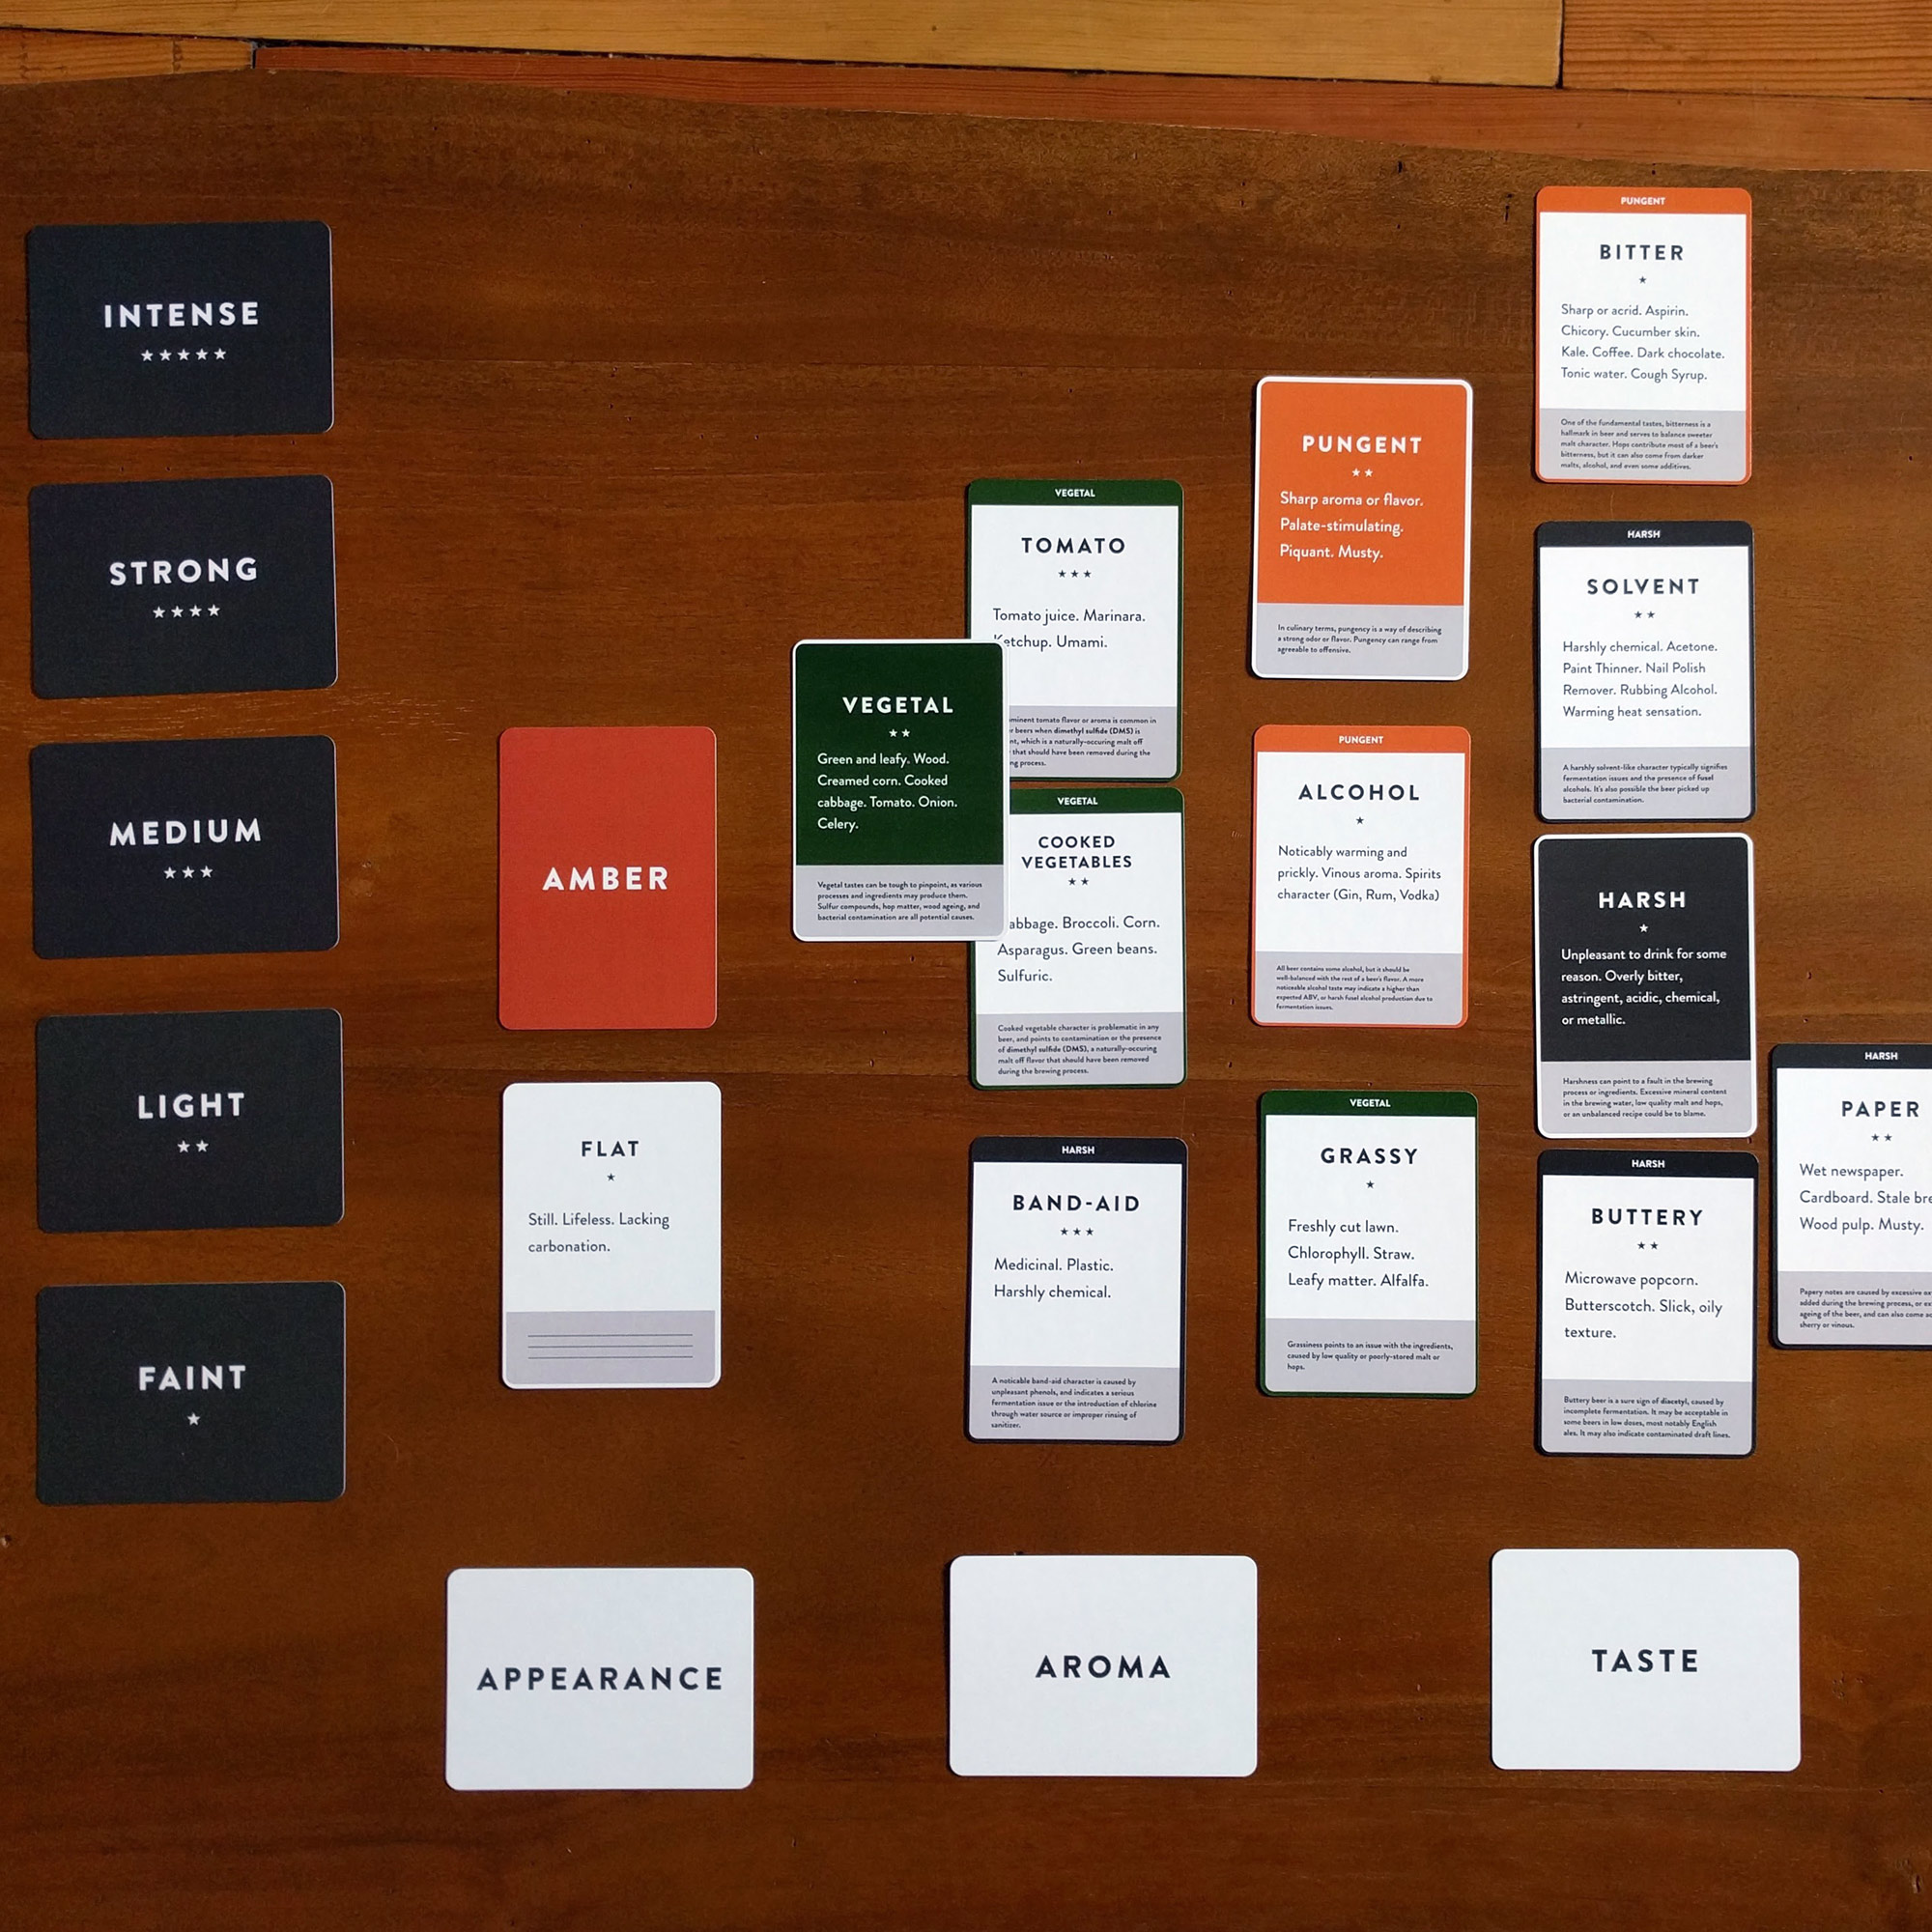 INTENSE
★★★★★
STRONG
★★★★
MEDIUM
★★★
LIGHT
★★
FAINT
★
AMBER
FLAT
★
Still. Lifeless. Lacking
carbonation.
APPEARANCE
VEGETAL
★★
Green and leafy. Wood.
Creamed corn. Cooked
cabbage. Tomato. Onion.
Celery.
Vegetal tastes can be tough to pinpoint, as various
processes and ingredients may produce them.
Sulfur compounds, hop matter, wood ageing, and
bacterial contamination are all potential causes.
VEGETAL
TOMATO
★★★
Tomato juice. Marinara.
Ketchup. Umami.
tomato flavor or aroma is common in
beers when dimethyl sulfide (DMS) is
which is a naturally-occuring malt off
that should have been removed during the
process.
VEGETAL
COOKED
VEGETABLES
★★
abbage. Broccoli. Corn.
Asparagus. Green beans.
Sulfuric.
Cooked vegetable character is problematic in any
beer, and points to contamination or the presence
of dimethyl sulfide (DMS), a naturally-occuring
malt off flavor that should have been removed
during the brewing process.
HARSH
BAND-AID
★★★
Medicinal. Plastic.
Harshly chemical.
A noticable band-aid character is caused by
unpleasant phenols, and indicates a serious
fermentation issue or the introduction of chlorine
through water source or improper rinsing of
sanitizer.
AROMA
PUNGENT
★★
Sharp aroma or flavor.
Palate-stimulating.
Piquant. Musty.
In culinary terms, pungency is a way of describing
a strong odor or flavor. Pungency can range from
agreeable to offensive.
PUNGENT
ALCOHOL
★
Noticably warming and
prickly. Vinous aroma. Spirits
character (Gin, Rum, Vodka)
All beer contains some alcohol, but it should be
well-balanced with the rest of a beer's flavor. A more
noticeable alcohol taste may indicate a higher than
expected ABV, or harsh fusel alcohol production due to
fermentation issues.
VEGETAL
GRASSY
★
Freshly cut lawn.
Chlorophyll. Straw.
Leafy matter. Alfalfa.
Grassiness points to an issue with the ingredients,
caused by low quality or poorly-stored malt or
hops.
PUNGENT
BITTER
★
Sharp or acrid. Aspirin.
Chicory. Cucumber skin.
Kale. Coffee. Dark chocolate.
Tonic water. Cough Syrup.
One of the fundamental tastes, bitterness is a
hallmark in beer and serves to balance sweeter
malt character. Hops contribute most of a beer's
bitterness, but it can also come from darker
malts, alcohol, and even some additives.
HARSH
SOLVENT
★★
Harshly chemical. Acetone.
Paint Thinner. Nail Polish
Remover. Rubbing Alcohol.
Warming heat sensation.
A harshly solvent-like character typically signifies
fermentation issues and the presence of fusel
alcohols. It's also possible the beer picked up
bacterial contamination.
HARSH
★
Unpleasant to drink for some
reason. Overly bitter,
astringent, acidic, chemical,
or metallic.
Harshness can point to a fault in the brewing
process or ingredients. Excessive mineral content
in the brewing water, low quality malt and hops,
or an unbalanced recipe could be to blame.
HARSH
BUTTERY
★★
Microwave popcorn.
Butterscotch. Slick, oily
texture.
Buttery beer is a sure sign of diacetyl, caused by
incomplete fermentation. It may be acceptable in
some beers in low doses, most notably English
ales. It may also indicate contaminated draft lines.
TASTE
HARSH
PAPER
★★
Wet newspaper.
Cardboard. Stale bre
Wood pulp. Musty.
Papery notes are caused by excessive
added during the brewing process, or
ageing of the beer, and can also come
sherry or vinous.